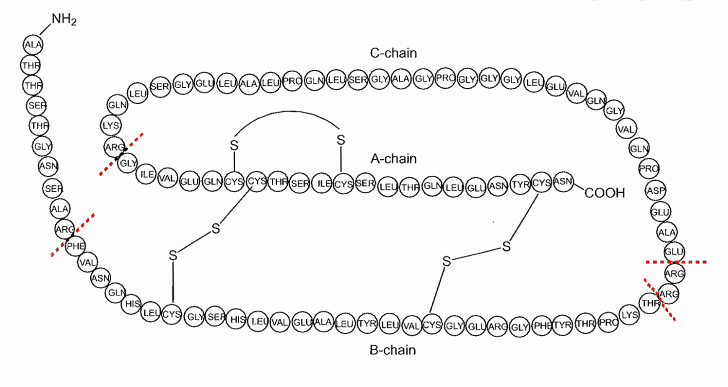 NH₂
ALA
THR
THR
SER
THR
GLY
ASN
SER
ALA
ARG
PHE
VAL
ASN
GLN
HIS
LEU CYS GLY SER HIS LEU VAL GLU ALA LEU TYR LEU VAL CYS GLY GLU ARG GLY PHE TYR THR PRO LYS
THR
ARG
ARG
B-chain
C-chain
GLU
ALA
GLU
ASP
PRO
GLN
VAL
GLY
GLN
VAL
GLU
LEU GLY GLY GLY PRO GLY ALA GLY SER LEU GLN PRO LEU ALA LEU GLU GLY SER
LEU
GLN
LYS
ARG
A-chain
GLY
ILE VAL GLU GLN CYS CYS THR SER ILE CYS SER LEU THR GLN LEU GLU ASN TYR CYS ASN COOH
S S
S S
S S